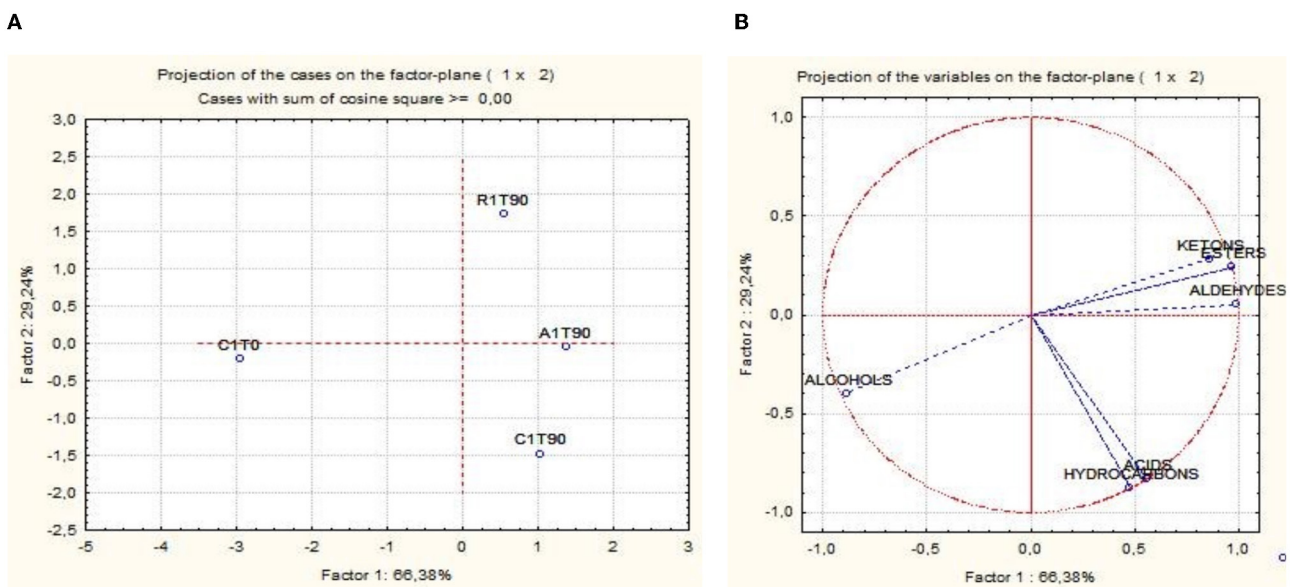 A
Projection of the cases on the factor-plane ( 1 x 2)
Cases with sum of cosine square >= 0,00
3,0
2,5
2,0
1,5
1,0
0,5
0,0
-0,5
-1,0
-1,5
-2,0
-2,5
Factor 2: 29,24%
R1T90
A1T90
C1T0
C1T90
-5 -4 -3 -2 -1 0 1 2 3
Factor 1: 66,38%
B
Projection of the variables on the factor-plane ( 1 x 2)
1,0
0,5
0,0
-0,5
-1,0
Factor 2 : 29,24%
KETONS
ESTERS
ALDEHYDES
ALCOHOLS
ACIDS
HYDROCARBONS
-1,0 -0,5 0,0 0,5 1,0
Factor 1 : 66,38%